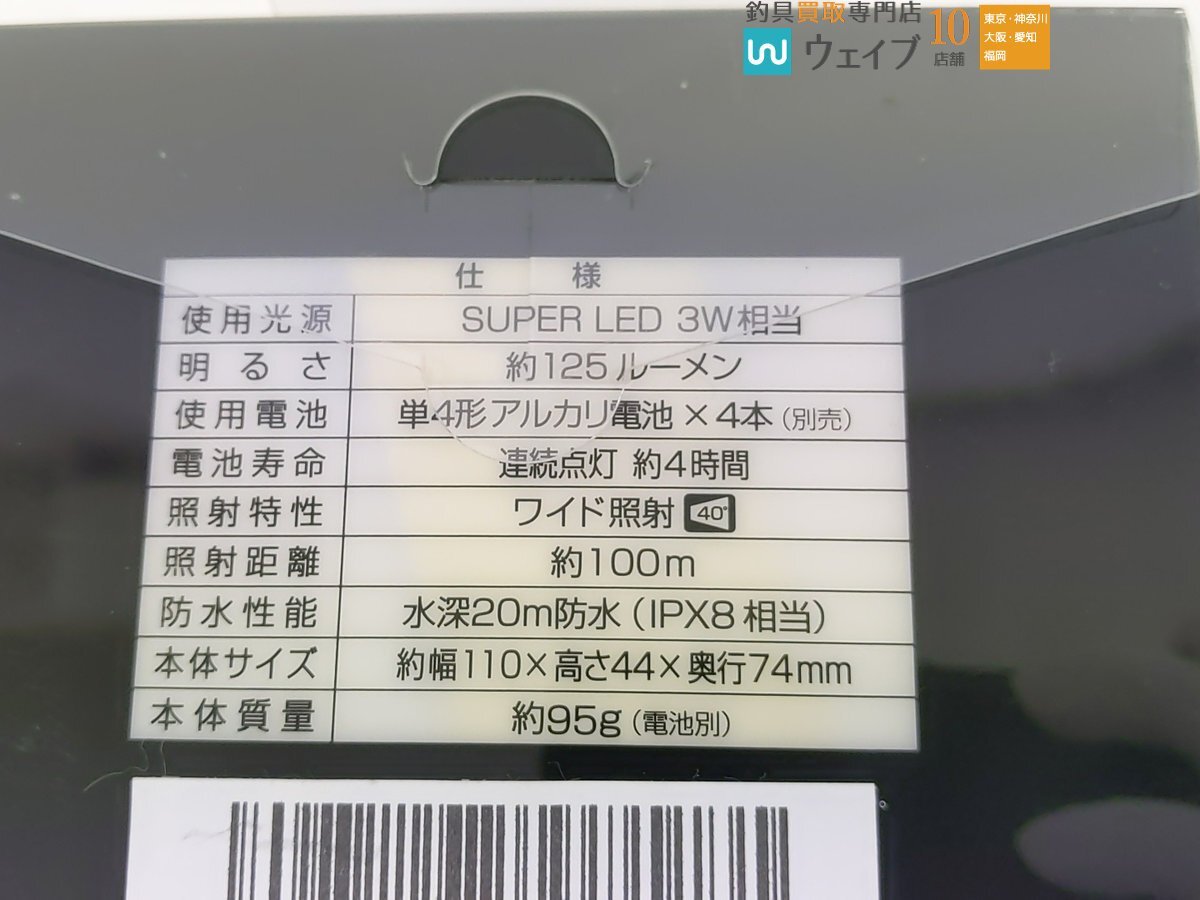 釣具買取専門店
ウェイブ
10
店舗
東京・神奈川
大阪・愛知
福岡
仕様
使用光源 SUPER LED 3W相当
明るさ 約125ルーメン
使用電池 単4形アルカリ電池×4本(別売)
電池寿命 連続点灯 約4時間
照射特性 ワイド照射 40°
照射距離 約100m
防水性能 水深20m防水(IPX8相当)
本体サイズ 約幅110×高さ44×奥行74mm
本体質量 約95g(電池別)